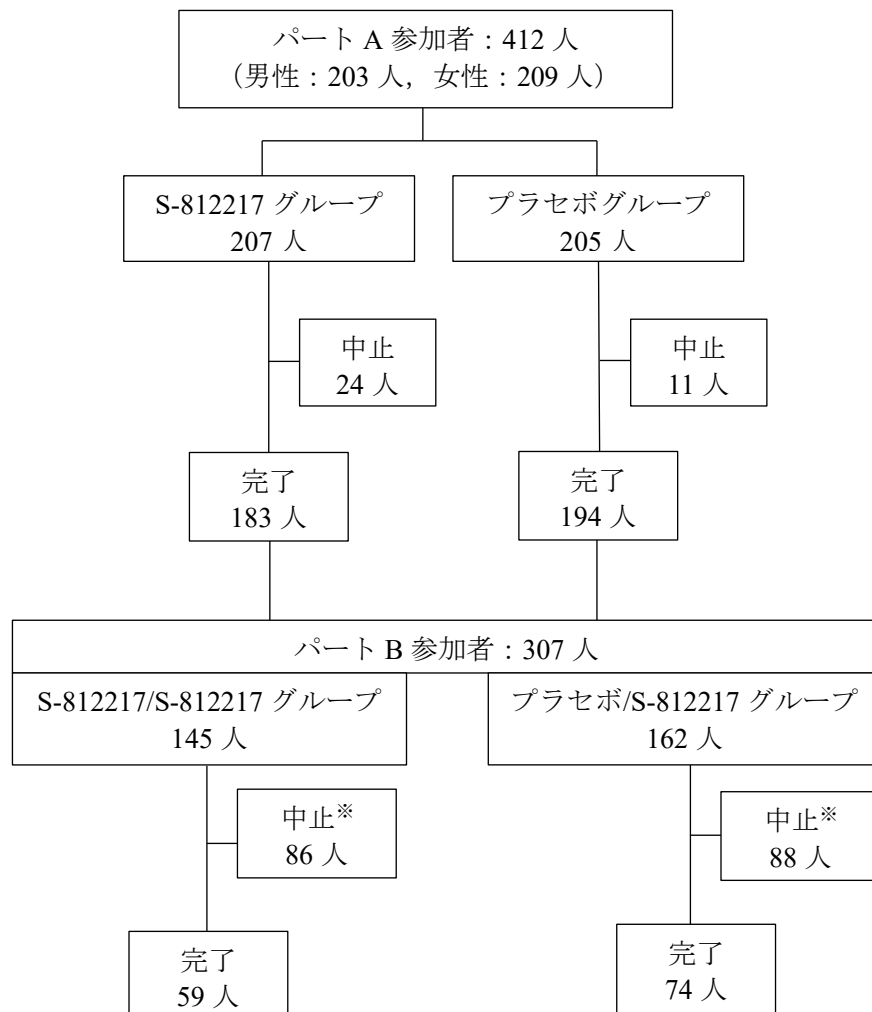 パート A 参加者：412 人
（男性：203 人，女性：209 人）
S-812217 グループ
207 人
プラセボグループ
205 人
中止
24 人
中止
11 人
完了
183 人
完了
194 人
パート B 参加者：307 人
S-812217/S-812217 グループ
145 人
プラセボ/S-812217 グループ
162 人
中止※
86 人
中止※
88 人
完了
59 人
完了
74 人